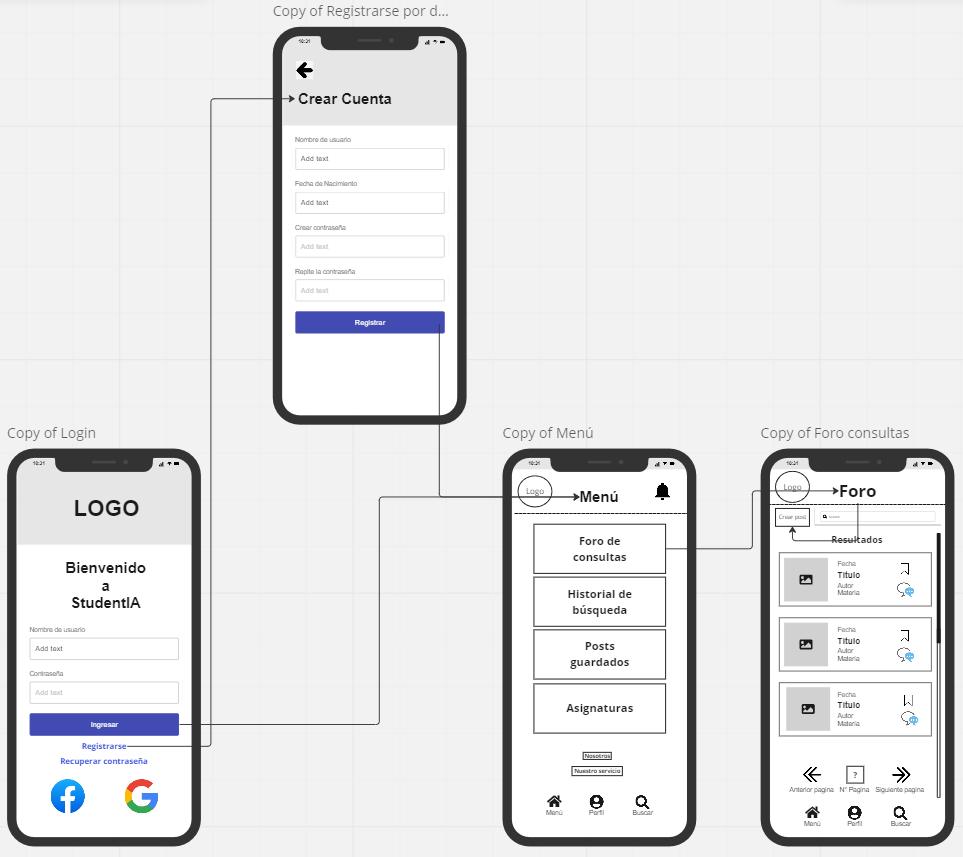 Copy of Registrarse por d...
10:21
Crear Cuenta
Nombre de usuario
Add text
Fecha de Nacimiento
Add text
Crear contraseña
Add text
Repite la contraseña
Add text
Registrar
Copy of Login
10:21
LOGO
Bienvenido
a
StudentIA
Nombre de usuario
Add text
Contraseña
Add text
Ingresar
Registrarse
Recuperar contraseña
Copy of Menú
10:21
Logo
Menú
Foro de
consultas
Historial de
búsqueda
Posts
guardados
Asignaturas
Nosotros
Nuestro servicio
Menú Perfil Buscar
Copy of Foro consultas
10:21
Logo
Foro
Crear post
Resultados
Fecha
Titulo
Autor
Materia
Fecha
Titulo
Autor
Materia
Fecha
Titulo
Autor
Materia
?
Anterior pagina N° Pagina Siguiente pagina
Menú Perfil Buscar